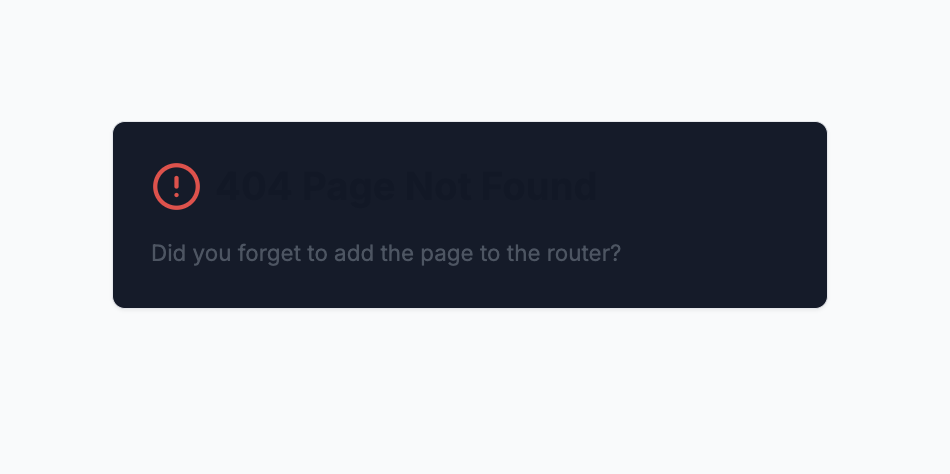 404 Page Not Found
Did you forget to add the page to the router?